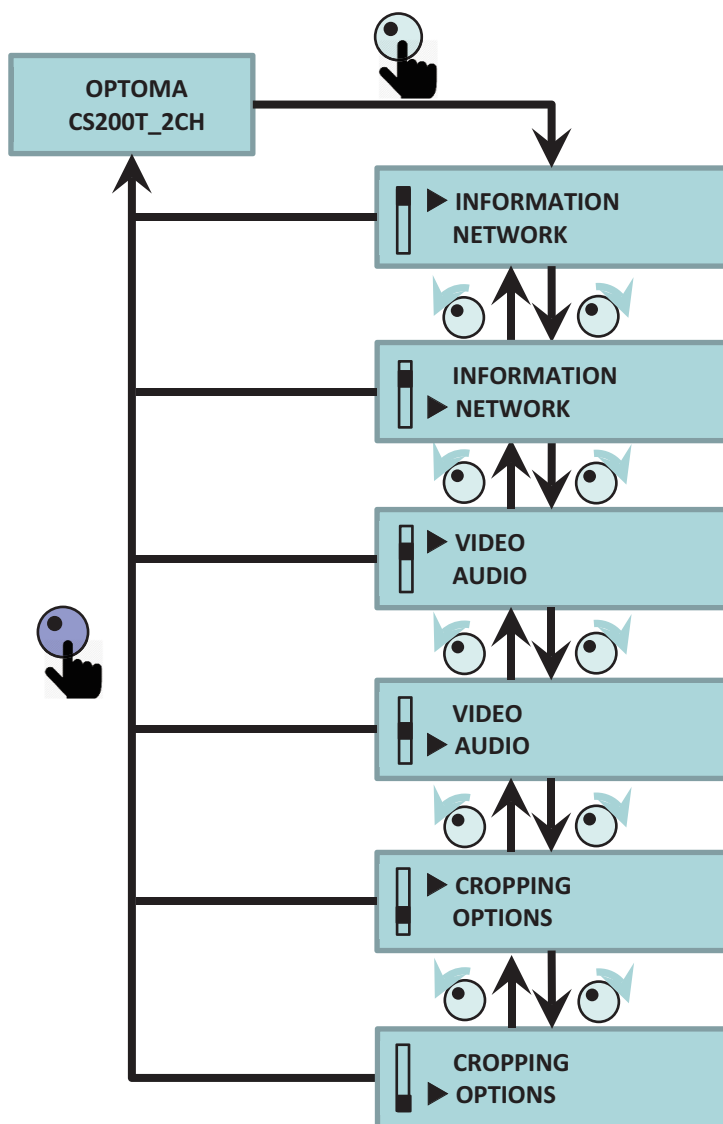 OPTOMA
CS200T_2CH
▶ INFORMATION
NETWORK
INFORMATION
▶ NETWORK
▶ VIDEO
AUDIO
VIDEO
▶ AUDIO
▶ CROPPING
OPTIONS
CROPPING
▶ OPTIONS